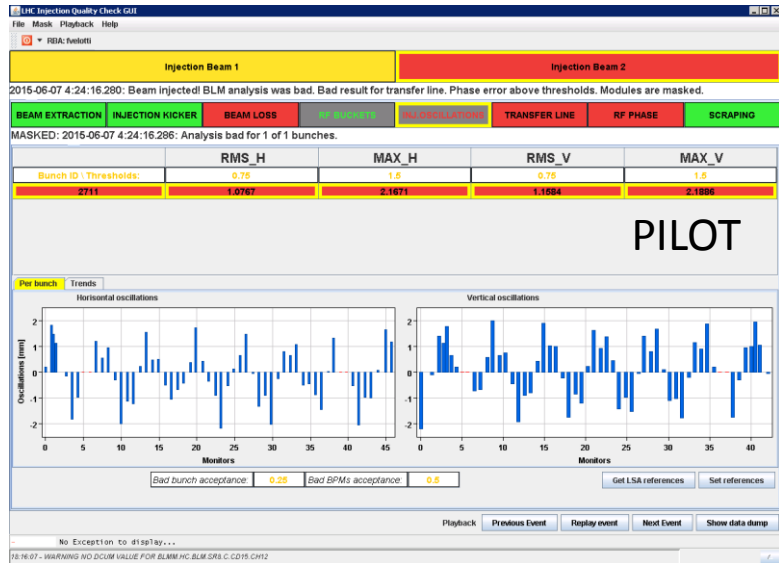 LHC Injection Quality Check GUI
File Mask Playback Help
RBA: fvelotti
Injection Beam 1 Injection Beam 2
2015-06-07 4:24:16.280: Beam injected! BLM analysis was bad. Bad result for transfer line. Phase error above thresholds. Modules are masked.
BEAM EXTRACTION INJECTION KICKER BEAM LOSS RF BUCKETS INJ.OSCILLATIONS TRANSFER LINE RF PHASE SCRAPING
MASKED: 2015-06-07 4:24:16.286: Analysis bad for 1 of 1 bunches.
RMS_H MAX_H RMS_V MAX_V
Bunch ID \ Thresholds: 0.75 1.5 0.75 1.5
2711 1.0767 2.1671 1.1584 2.1886
PILOT
Per bunch Trends
Horisontal oscillations Vertical oscillations
Oscillations [mm]
2 1 0 -1 -2
0 5 10 15 20 25 30 35 40 45
Monitors
2 1 0 -1 -2
0 5 10 15 20 25 30 35 40
Monitors
Bad bunch acceptance: 0.25 Bad BPMs acceptance: 0.5 Get LSA references Set references
Playback Previous Event Replay event Next Event Show data dump
No Exception to display...
18:16:07 - WARNING NO DCUM VALUE FOR BLMM.HC.BLM.SR8.C.CD15.CH12